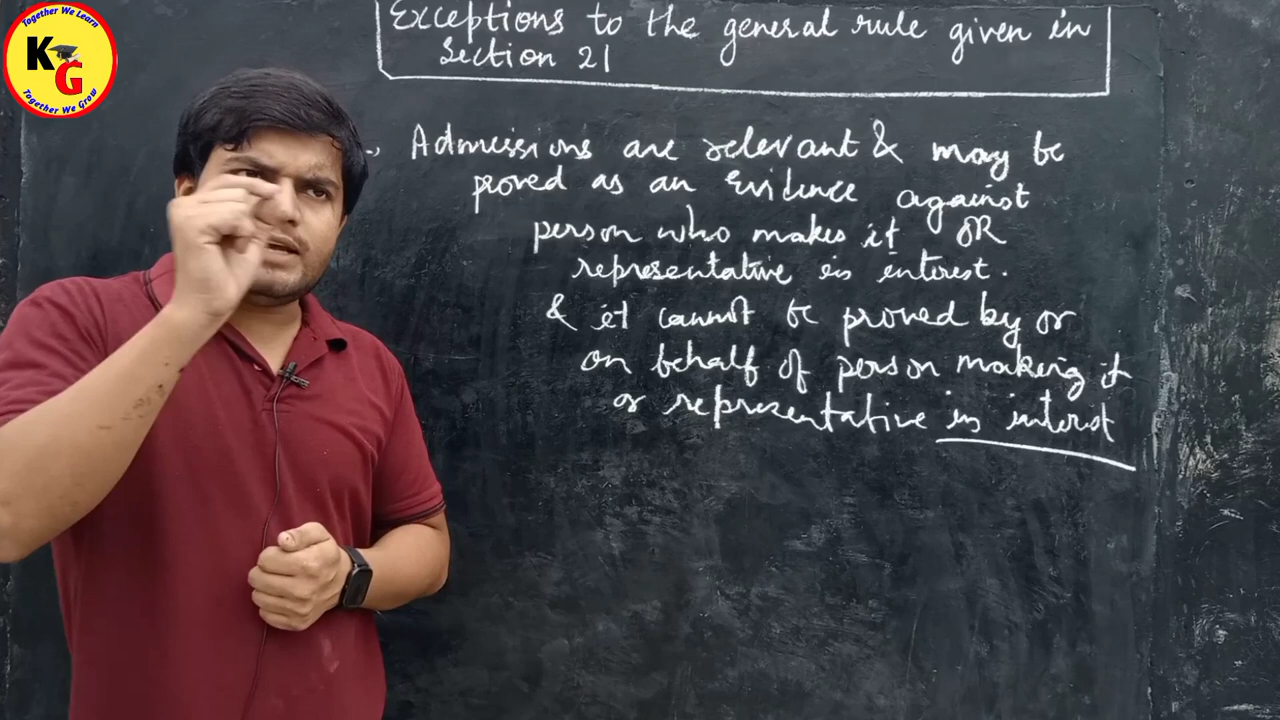 Together We Learn
KG
Together We Grow
Exceptions to the general rule given in
Section 21
Admissions are relevant & may be
proved as an Evidence against
person who makes it OR
representative in interest.
& it cannot be proved by or
on behalf of person making it
or representative in interest